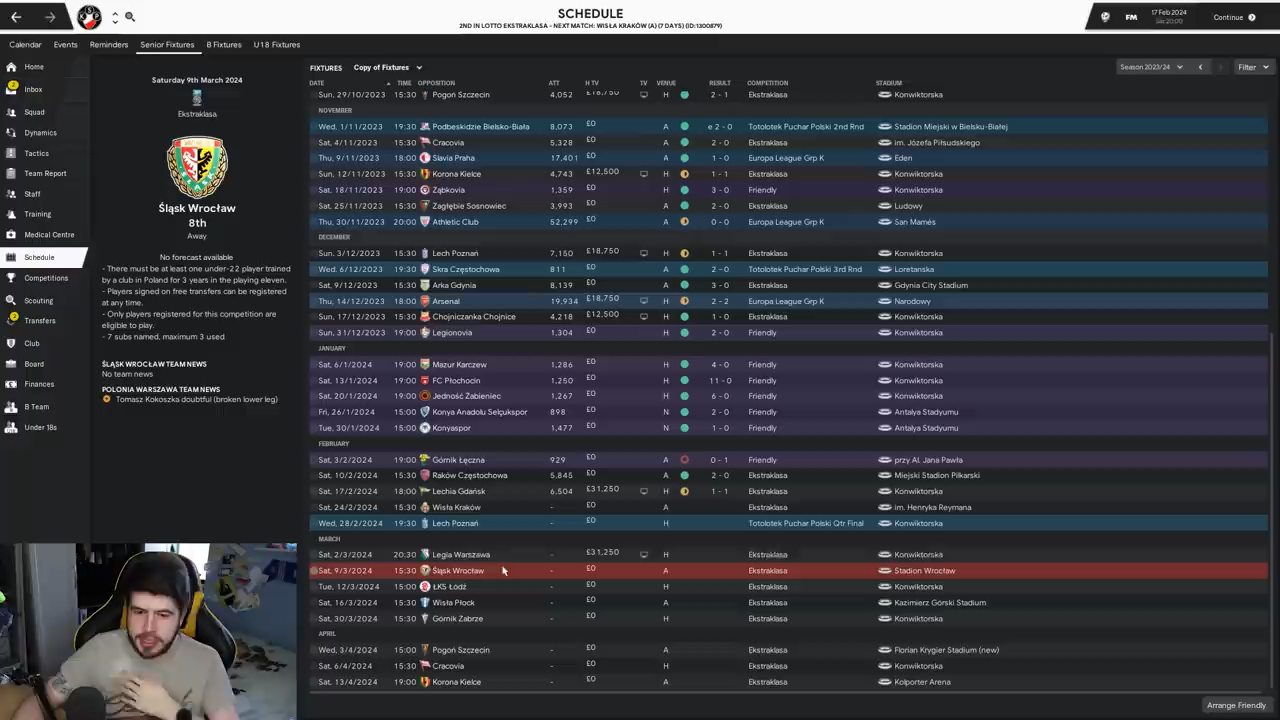 SCHEDULE
2ND IN LOTTO EKSTRAKLASA - NEXT MATCH: WISŁA KRAKÓW (A) (7 DAYS) (ID:1300879)
FM 17 Feb 2024 Continue
Sat 20:00
Calendar Events Reminders Senior Fixtures B Fixtures U18 Fixtures
Home
Inbox
Squad
Dynamics
Tactics
Team Report
Staff
Training
Medical Centre
Schedule
Competitions
Scouting
Transfers
Club
Board
Finances
B Team
Under 18s
Saturday 9th March 2024
Ekstraklasa
Śląsk Wrocław
8th
Away
No forecast available
- There must be at least one under-22 player trained
by a club in Poland for 3 years in the playing eleven.
- Players signed on free transfers can be registered
at any time.
- Only players registered for this competition are
eligible to play.
- 7 subs named, maximum 3 used
ŚLĄSK WROCŁAW TEAM NEWS
No team news
POLONIA WARSZAWA TEAM NEWS
Tomasz Kokoszka doubtful (broken lower leg)
FIXTURES Copy of Fixtures Season 2023/24 Filter
DATE TIME OPPOSITION ATT H TV TV VENUE RESULT COMPETITION STADIUM
Sun. 29/10/2023 15:30 Pogoń Szczecin 4,052 £18,750 H 2 - 1 Ekstraklasa Konwiktorska
NOVEMBER
Wed, 1/11/2023 19:30 Podbeskidzie Bielsko-Biała 8,073 £0 A e 2 - 0 Totolotek Puchar Polski 2nd Rnd Stadion Miejski w Bielsku-Białej
Sat, 4/11/2023 15:30 Cracovia 5,328 £0 A 2 - 0 Ekstraklasa im. Józefa Piłsudskiego
Thu, 9/11/2023 18:00 Slavia Praha 17,401 £0 A 1 - 0 Europa League Grp K Eden
Sun, 12/11/2023 15:30 Korona Kielce 4,743 £12,500 H 1 - 1 Ekstraklasa Konwiktorska
Sat, 18/11/2023 19:00 Ząbkovia 1,359 £0 H 3 - 0 Friendly Konwiktorska
Sat, 25/11/2023 15:30 Zagłębie Sosnowiec 3,993 £0 A 2 - 0 Ekstraklasa Ludowy
Thu, 30/11/2023 20:00 Athletic Club 52,299 £0 A 0 - 0 Europa League Grp K San Mamés
DECEMBER
Sun, 3/12/2023 15:30 Lech Poznań 7,150 £18,750 H 1 - 1 Ekstraklasa Konwiktorska
Wed, 6/12/2023 19:30 Skra Częstochowa 811 £0 A 2 - 0 Totolotek Puchar Polski 3rd Rnd Loretanska
Sat, 9/12/2023 15:30 Arka Gdynia 8,139 £0 A 3 - 0 Ekstraklasa Gdynia City Stadium
Thu, 14/12/2023 18:00 Arsenal 19,934 £18,750 H 2 - 2 Europa League Grp K Narodowy
Sun, 17/12/2023 15:30 Chojniczanka Chojnice 4,218 £12,500 H 1 - 0 Ekstraklasa Konwiktorska
Sun, 31/12/2023 19:00 Legionovia 1,304 £0 H 2 - 0 Friendly Konwiktorska
JANUARY
Sat, 6/1/2024 19:00 Mazur Karczew 1,286 £0 H 4 - 0 Friendly Konwiktorska
Sat, 13/1/2024 19:00 FC Płochocin 1,250 £0 H 11 - 0 Friendly Konwiktorska
Sat, 20/1/2024 19:00 Jedność Żabieniec 1,267 £0 H 6 - 0 Friendly Konwiktorska
Fri, 26/1/2024 15:00 Konya Anadolu Selçukspor 898 £0 N 2 - 0 Friendly Antalya Stadyumu
Tue, 30/1/2024 15:00 Konyaspor 1,477 £0 N 1 - 0 Friendly Antalya Stadyumu
FEBRUARY
Sat, 3/2/2024 19:00 Górnik Łęczna 929 £0 A 0 - 1 Friendly przy Al. Jana Pawła
Sat, 10/2/2024 15:30 Raków Częstochowa 5,845 £0 A 2 - 0 Ekstraklasa Miejski Stadion Piłkarski
Sat, 17/2/2024 18:00 Lechia Gdańsk 6,504 £31,250 H 1 - 1 Ekstraklasa Konwiktorska
Sat, 24/2/2024 15:30 Wisła Kraków - £0 A Ekstraklasa im. Henryka Reymana
Wed, 28/2/2024 19:30 Lech Poznań - £0 H Totolotek Puchar Polski Qtr Final Konwiktorska
MARCH
Sat, 2/3/2024 20:30 Legia Warszawa - £31,250 H Ekstraklasa Konwiktorska
Sat, 9/3/2024 15:30 Śląsk Wrocław - £0 A Ekstraklasa Stadion Wrocław
Tue, 12/3/2024 15:00 ŁKS Łódź - £0 H Ekstraklasa Konwiktorska
Sat, 16/3/2024 15:30 Wisła Płock - £0 A Ekstraklasa Kazimierz Górski Stadium
Sat, 30/3/2024 15:30 Górnik Zabrze - £0 H Ekstraklasa Konwiktorska
APRIL
Wed, 3/4/2024 15:00 Pogoń Szczecin - £0 A Ekstraklasa Florian Krygier Stadium (new)
Sat, 6/4/2024 15:30 Cracovia - £0 H Ekstraklasa Konwiktorska
Sat, 13/4/2024 19:00 Korona Kielce - £0 A Ekstraklasa Kolporter Arena
Arrange Friendly